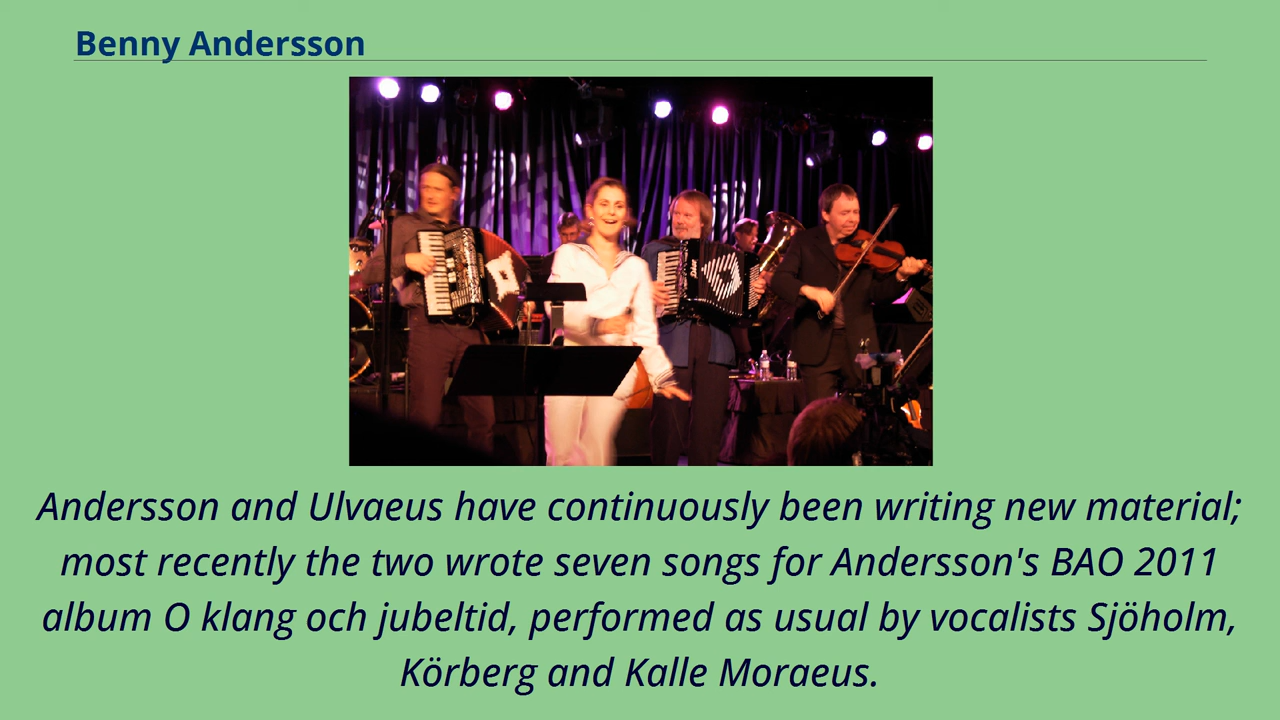 Benny Andersson
Andersson and Ulvaeus have continuously been writing new material;
most recently the two wrote seven songs for Andersson's BAO 2011
album O klang och jubeltid, performed as usual by vocalists Sjöholm,
Körberg and Kalle Moraeus.